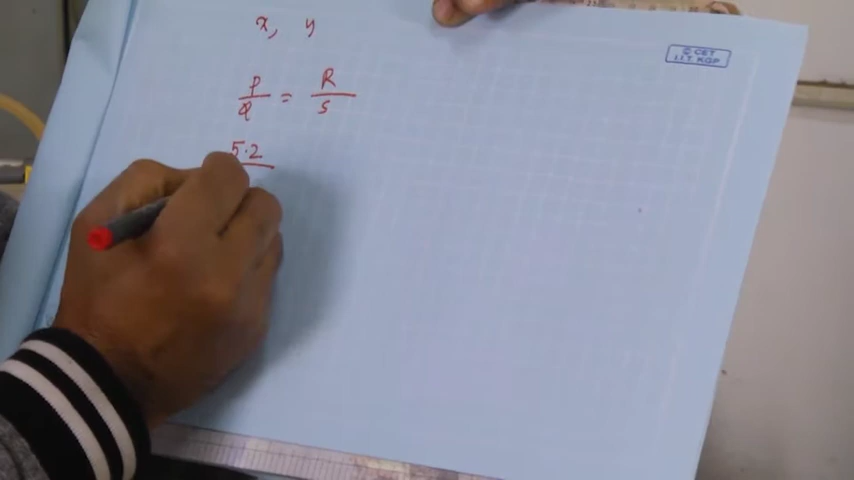 x, y
P/Q = R/S
5.2
© CET
I.I.T. KGP